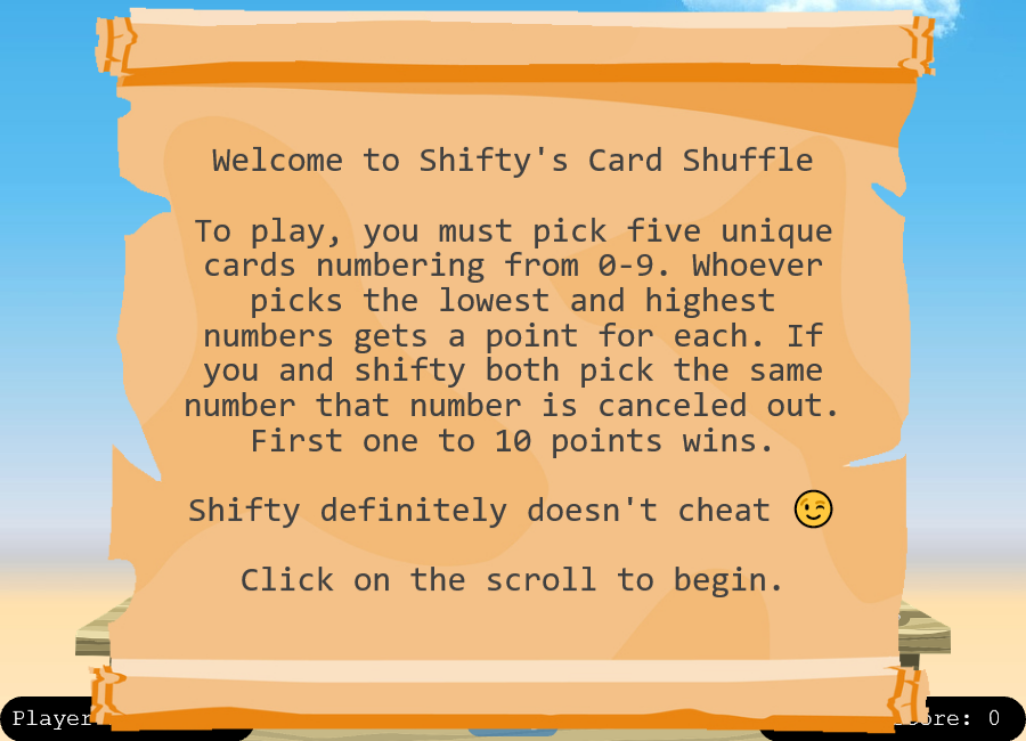 Welcome to Shifty's Card Shuffle
To play, you must pick five unique
cards numbering from 0-9. Whoever
picks the lowest and highest
numbers gets a point for each. If
you and shifty both pick the same
number that number is canceled out.
First one to 10 points wins.
Shifty definitely doesn't cheat 😉
Click on the scroll to begin.
Player
ore: 0